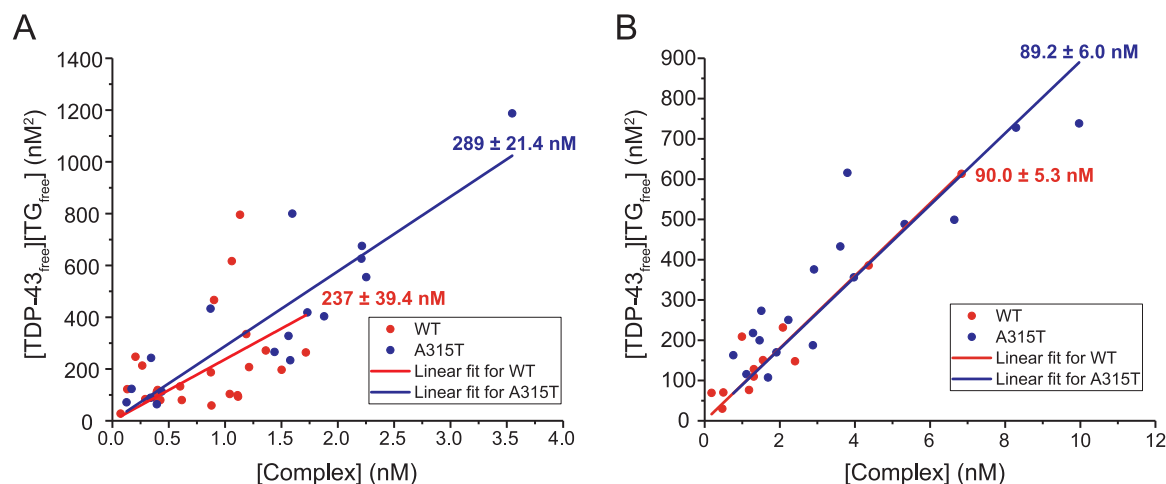 A
[TDP-43free][TGfree] (nM²)
1400
1200
1000
800
600
400
200
0
289 ± 21.4 nM
237 ± 39.4 nM
WT
A315T
Linear fit for WT
Linear fit for A315T
0.0 0.5 1.0 1.5 2.0 2.5 3.0 3.5 4.0
[Complex] (nM)
B
[TDP-43free][TGfree] (nM²)
900
800
700
600
500
400
300
200
100
0
89.2 ± 6.0 nM
90.0 ± 5.3 nM
WT
A315T
Linear fit for WT
Linear fit for A315T
0 2 4 6 8 10 12
[Complex] (nM)